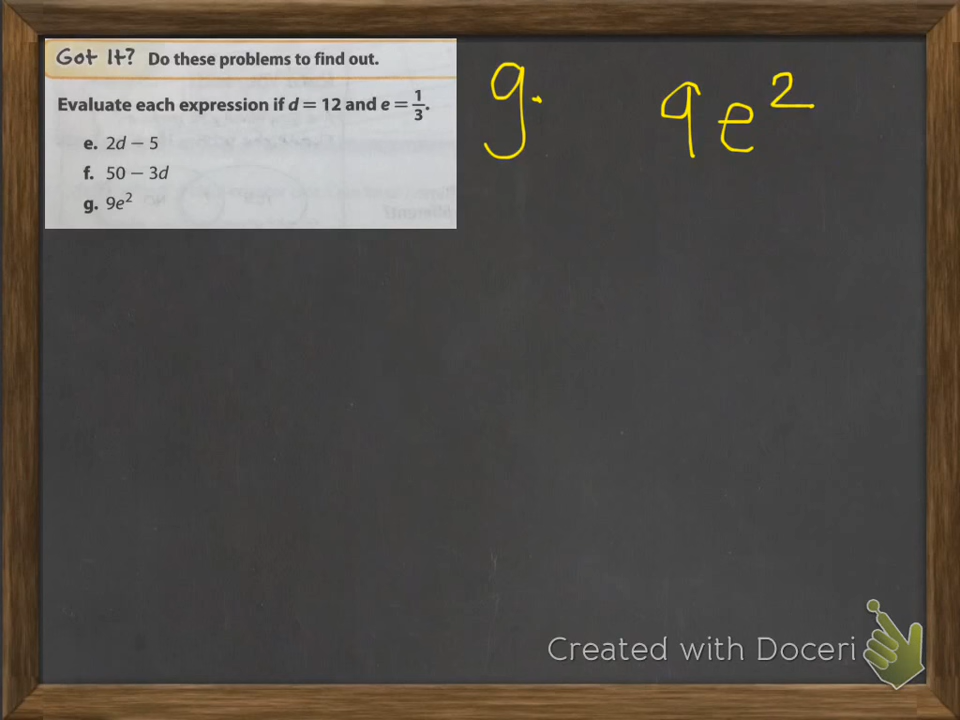 Got It? Do these problems to find out.
Evaluate each expression if d = 12 and e = 1/3.
e. 2d − 5
f. 50 − 3d
g. 9e²
g. 9e²
Created with Doceri